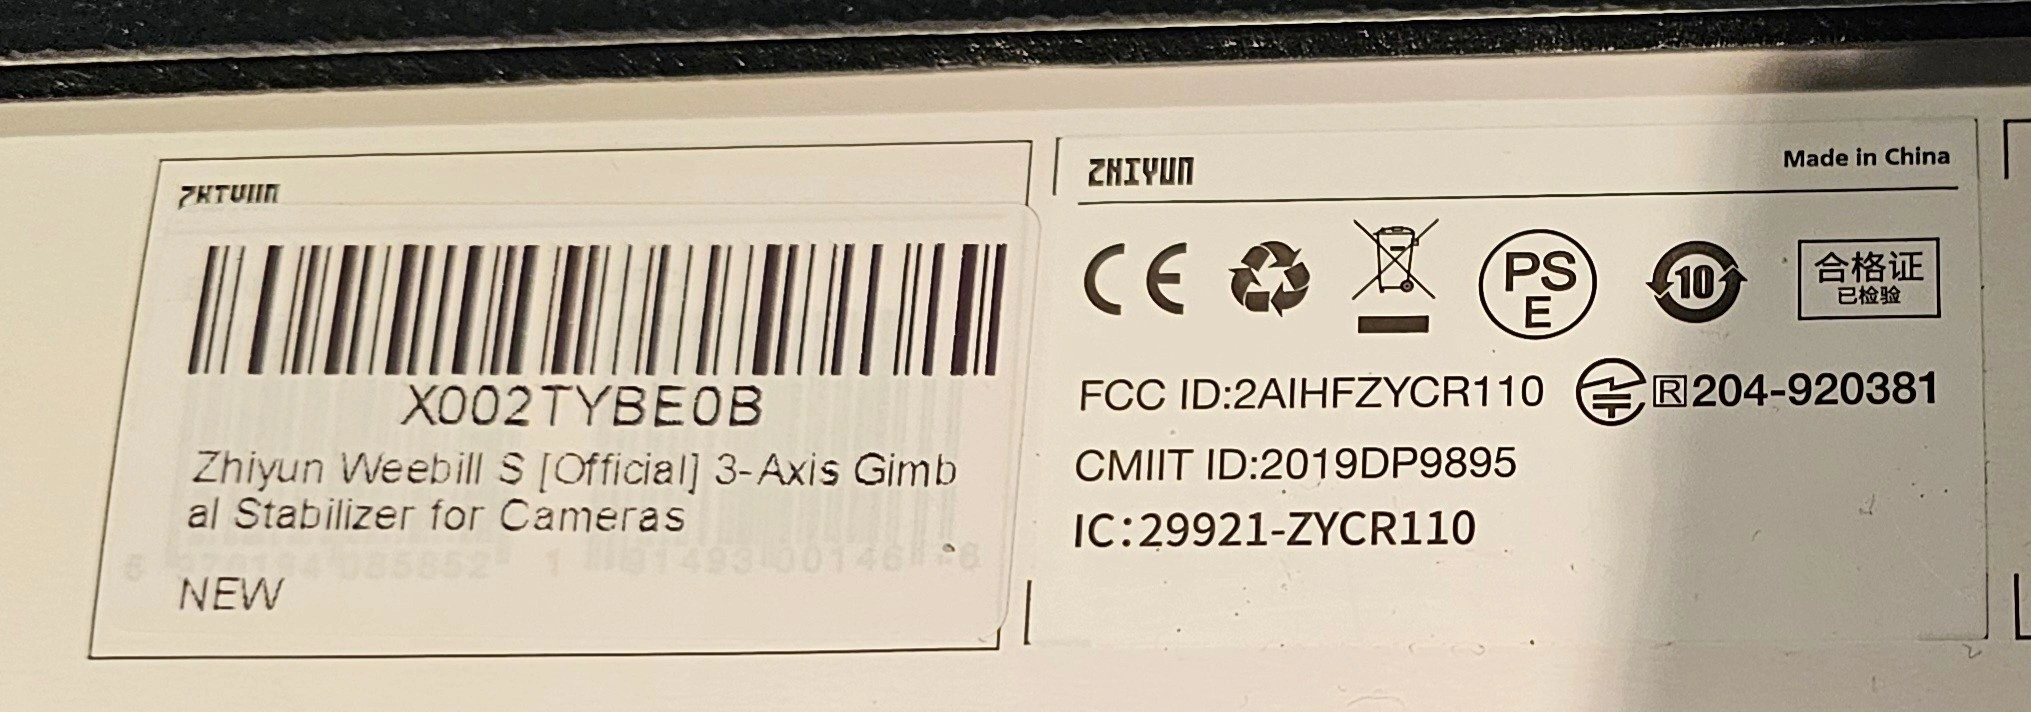 ZHIYUN
X002TYBE0B
Zhiyun Weebill S [Official] 3-Axis Gimb
al Stabilizer for Cameras
NEW
ZHIYUN
Made in China
CE
PS
E
10
合格证
已检验
FCC ID:2AIHFZYCR110 R 204-920381
CMIIT ID:2019DP9895
IC:29921-ZYCR110